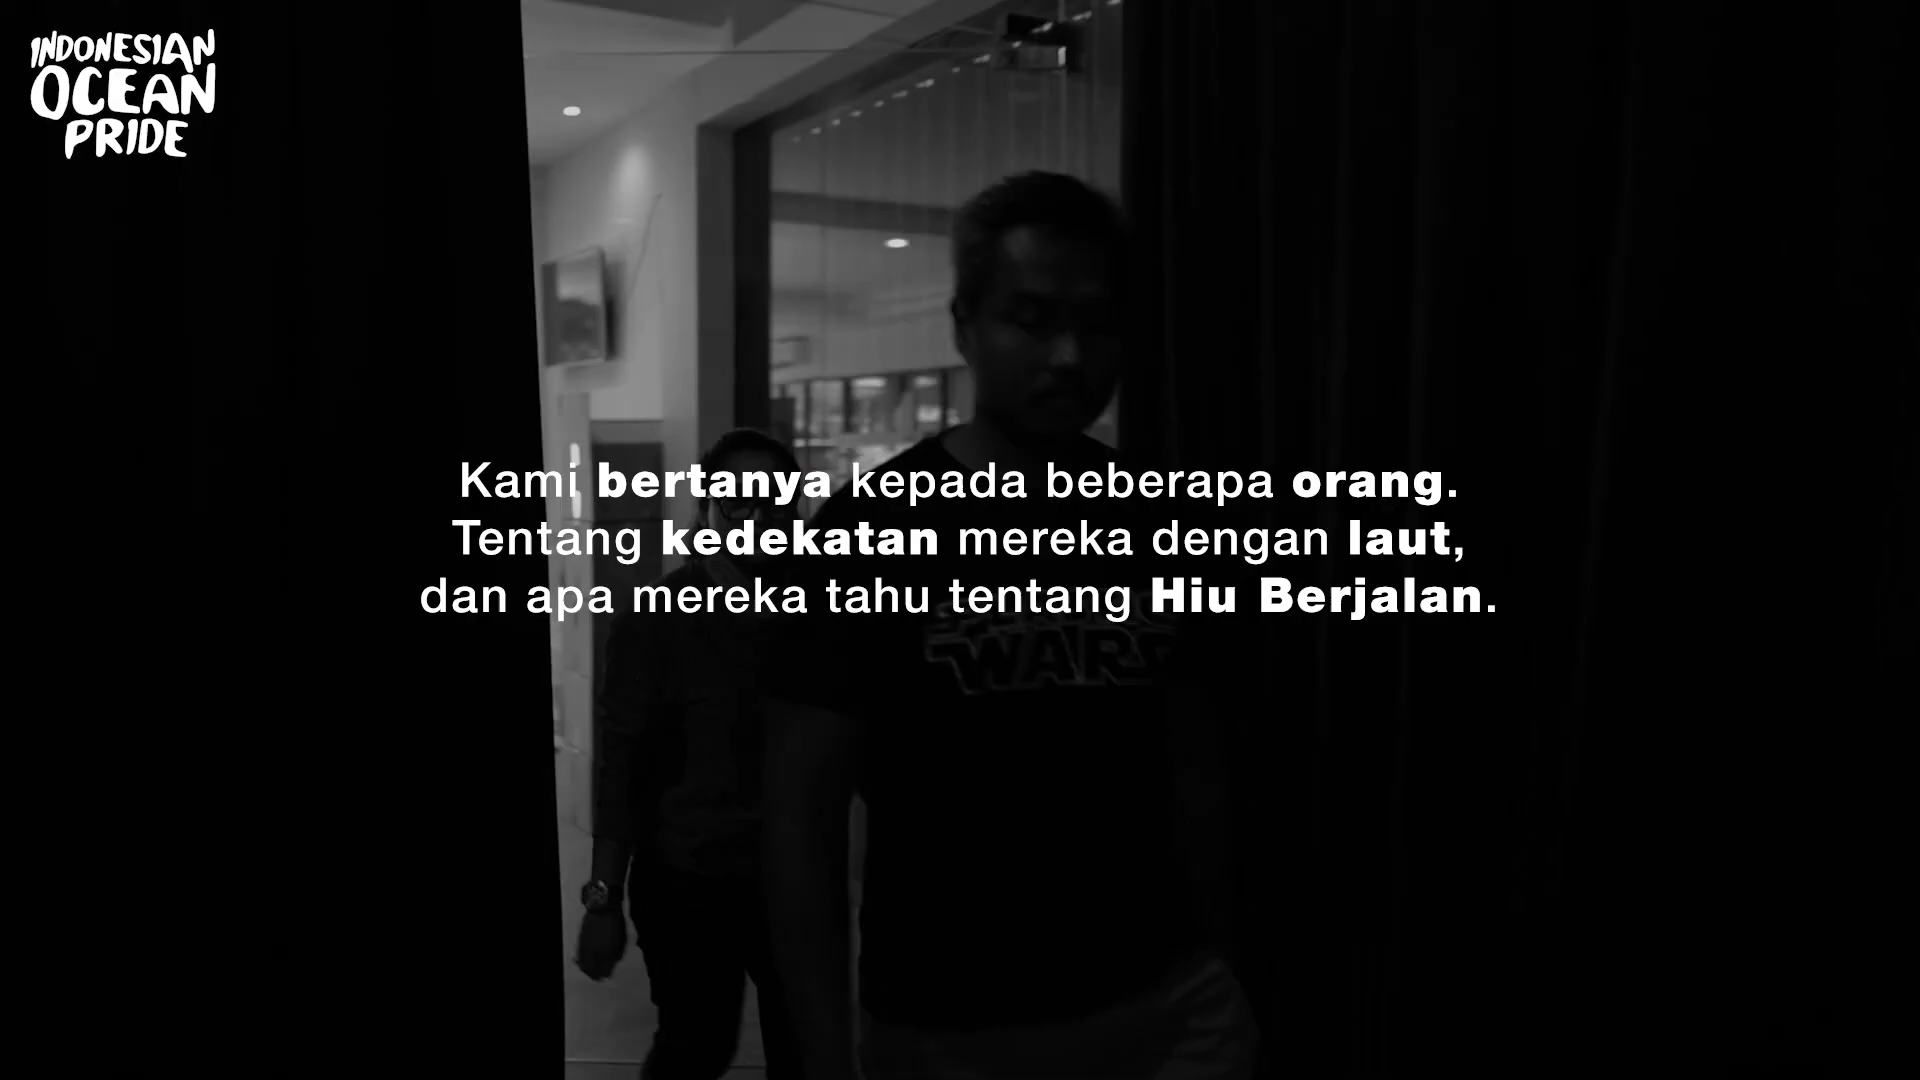 INDONESIAN
OCEAN
PRIDE
Kami bertanya kepada beberapa orang.
Tentang kedekatan mereka dengan laut,
dan apa mereka tahu tentang Hiu Berjalan.
WARS